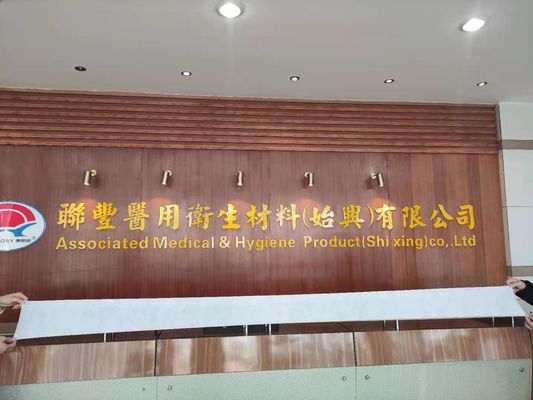 聯豐醫用衛生材料(始興)有限公司
Associated Medical & Hygiene Product(Shi xing)co,.Ltd